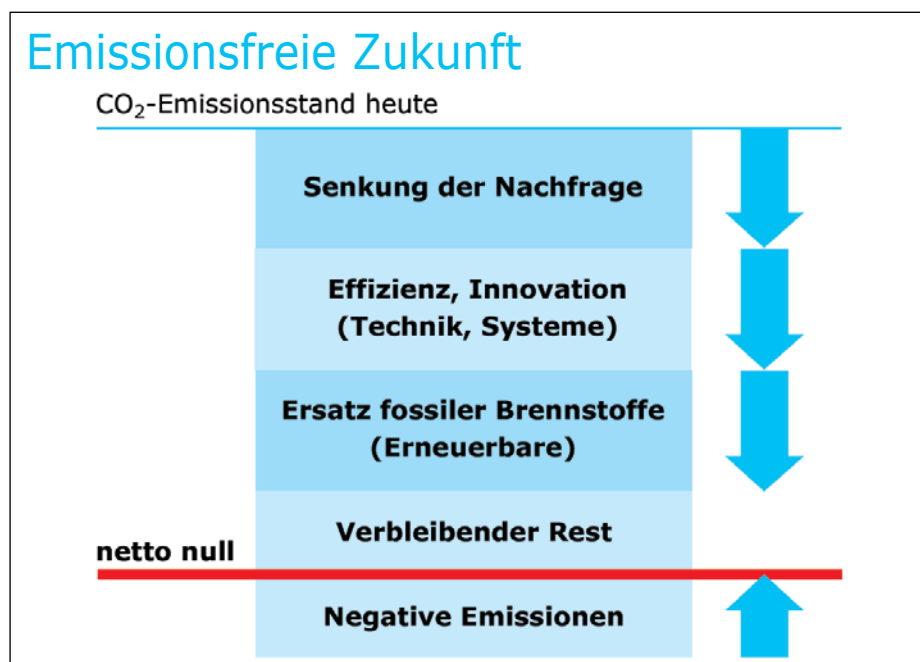 Emissionsfreie Zukunft
CO₂-Emissionsstand heute
Senkung der Nachfrage
Effizienz, Innovation
(Technik, Systeme)
Ersatz fossiler Brennstoffe
(Erneuerbare)
Verbleibender Rest
netto null
Negative Emissionen